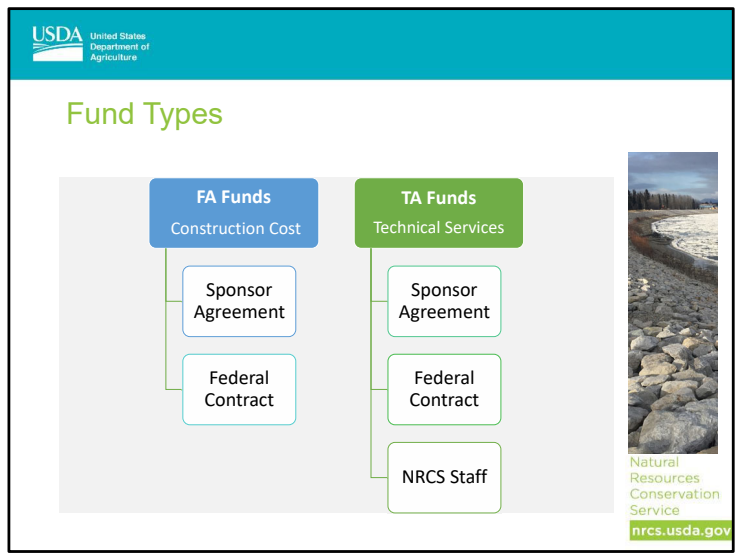 USDA
United States
Department of
Agriculture
Fund Types
FA Funds
Construction Cost
Sponsor
Agreement
Federal
Contract
TA Funds
Technical Services
Sponsor
Agreement
Federal
Contract
NRCS Staff
Natural
Resources
Conservation
Service
nrcs.usda.gov